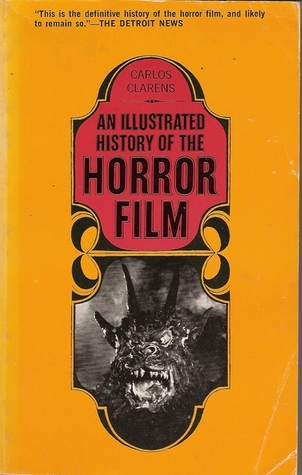 "This is the definitive history of the horror film, and likely
to remain so."—THE DETROIT NEWS
CARLOS
CLARENS
AN ILLUSTRATED
HISTORY OF THE
HORROR
FILM